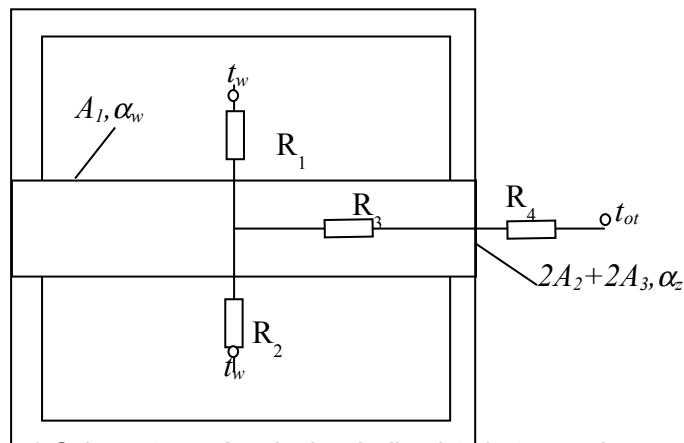 t_w
A_1, α_w
R_1
R_3
R_4
t_ot
2A_2+2A_3, α_z
R_2
t_w